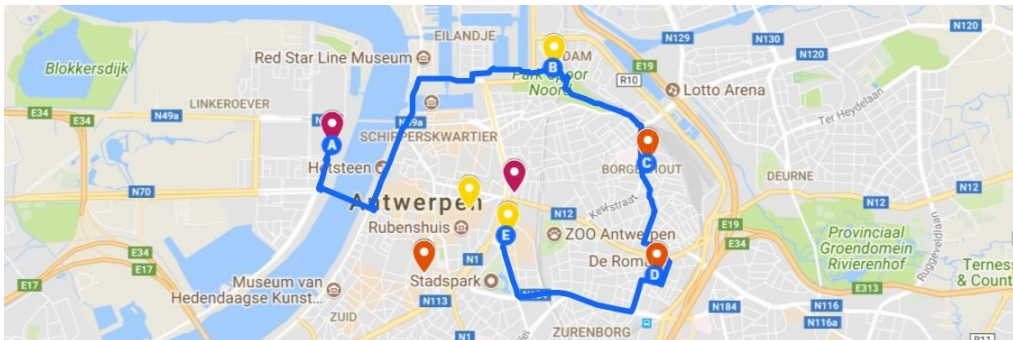 EILANDJE
N120
N129
N130
N120
E19
Blokkersdijk
Red Star Line Museum
B
DAM
Park Spoor
Noord
R10
Lotto Arena
LINKEROEVER
Ter Heydelaan
E34
N49a
E34
N49a
SCHIPPERSKWARTIER
A
C
BORGERHOUT
Hetsteen
DEURNE
N70
N12
Antwerpen
Kerkstraat
N12
Rubenshuis
E
ZOO Antwerpen
E19
E34
E34
E17
N1
De Roma
Provinciaal
Groendomein
Rivierenhof
Ruggeveldlaan
D
Terness
& Count
E17
Museum van
Hedendaagse Kunst...
Stadspark
E313
N113
N184
N116
N116a
ZUID
ZURENBORG
N1
R11